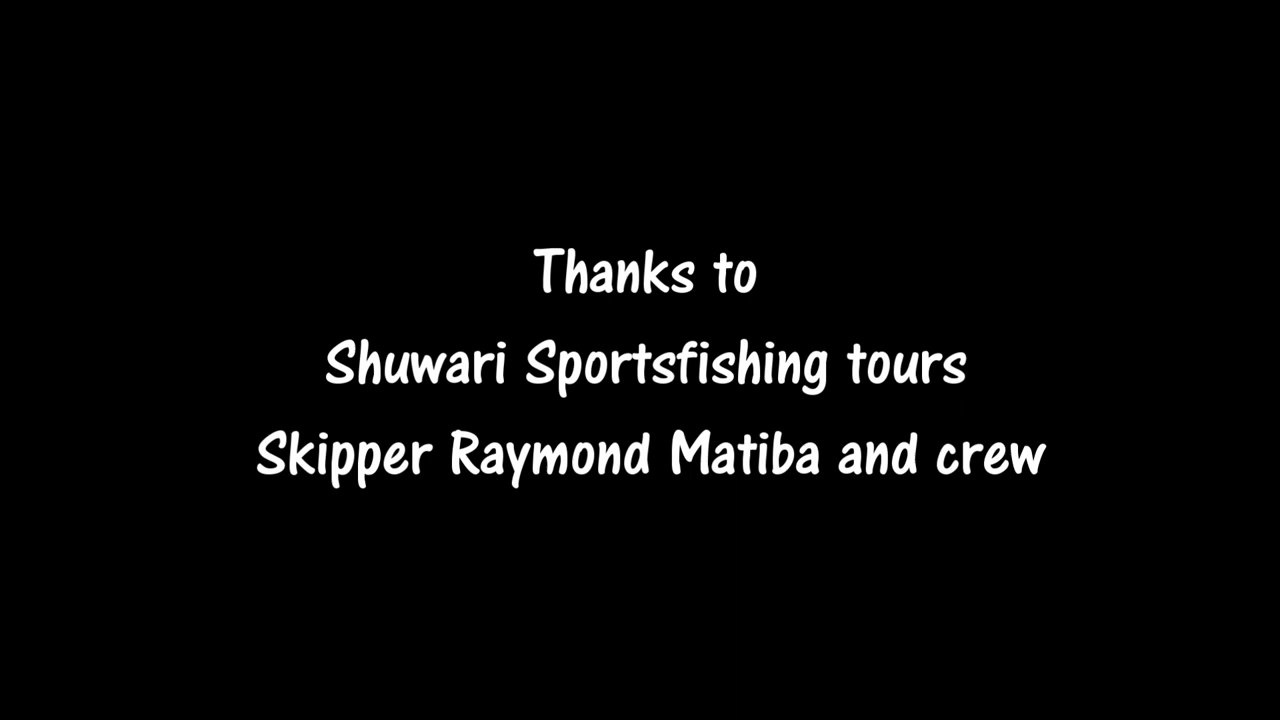 Thanks to
Shuwari Sportsfishing tours
Skipper Raymond Matiba and crew